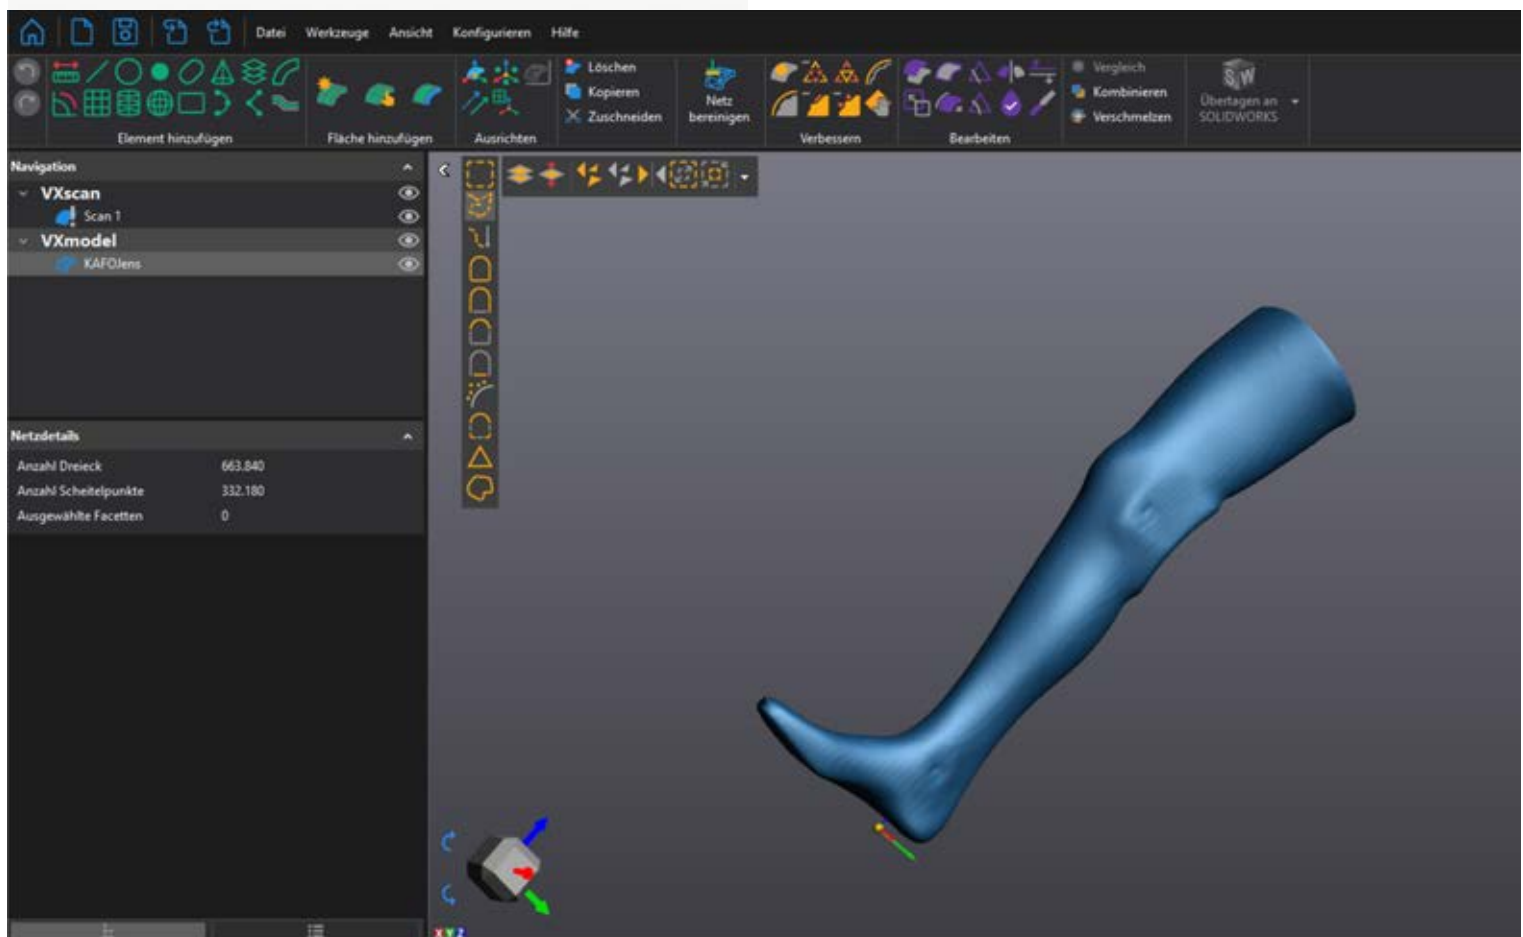 Datei Werkzeuge Ansicht Konfigurieren Hilfe
Löschen
Kopieren
Zuschneiden
Netz
bereinigen
Vergleich
Kombinieren
Verschmelzen
S W
Übertagen an
SOLIDWORKS
Element hinzufügen Fläche hinzufügen Ausrichten Verbessern Bearbeiten
Navigation
VXscan
Scan 1
VXmodel
KAFOJens
Netzdetails
Anzahl Dreieck 663.840
Anzahl Scheitelpunkte 332.180
Ausgewählte Facetten 0
X Y Z